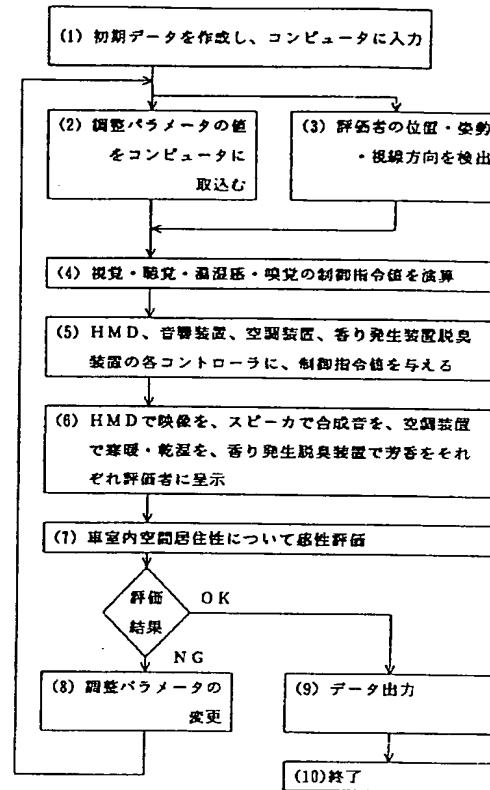 (1) 初期データを作成し、コンピュータに入力
(2) 調整パラメータの値
をコンピュータに
取込む
(3) 評価者の位置・姿勢
・視線方向を検出
(4) 視覚・聴覚・温湿感・嗅覚の制御指令値を演算
(5) HMD、音響装置、空調装置、香り発生装置脱臭
装置の各コントローラに、制御指令値を与える
(6) HMDで映像を、スピーカで合成音を、空調装置
で寒暖・乾湿を、香り発生脱臭装置で芳香をそれ
ぞれ評価者に呈示
(7) 車室内空間居住性について感性評価
評価
結果
OK
NG
(8) 調整パラメータの
変更
(9) データ出力
(10)終了